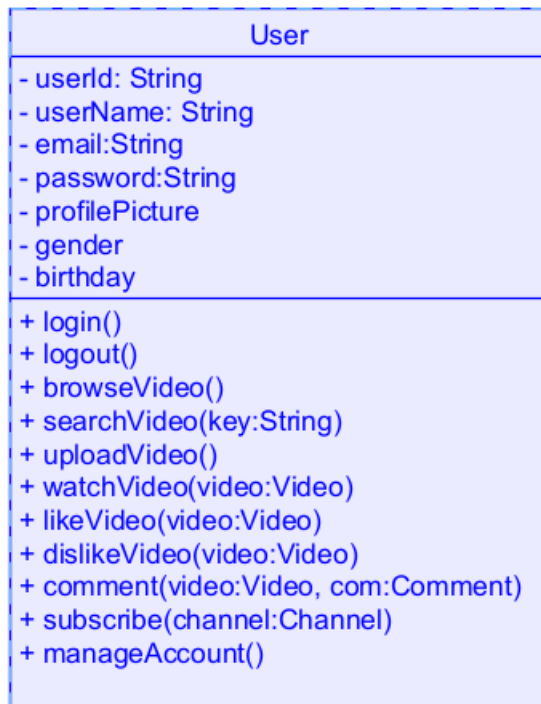 User
- userId: String
- userName: String
- email:String
- password:String
- profilePicture
- gender
- birthday
+ login()
+ logout()
+ browseVideo()
+ searchVideo(key:String)
+ uploadVideo()
+ watchVideo(video:Video)
+ likeVideo(video:Video)
+ dislikeVideo(video:Video)
+ comment(video:Video, com:Comment)
+ subscribe(channel:Channel)
+ manageAccount()